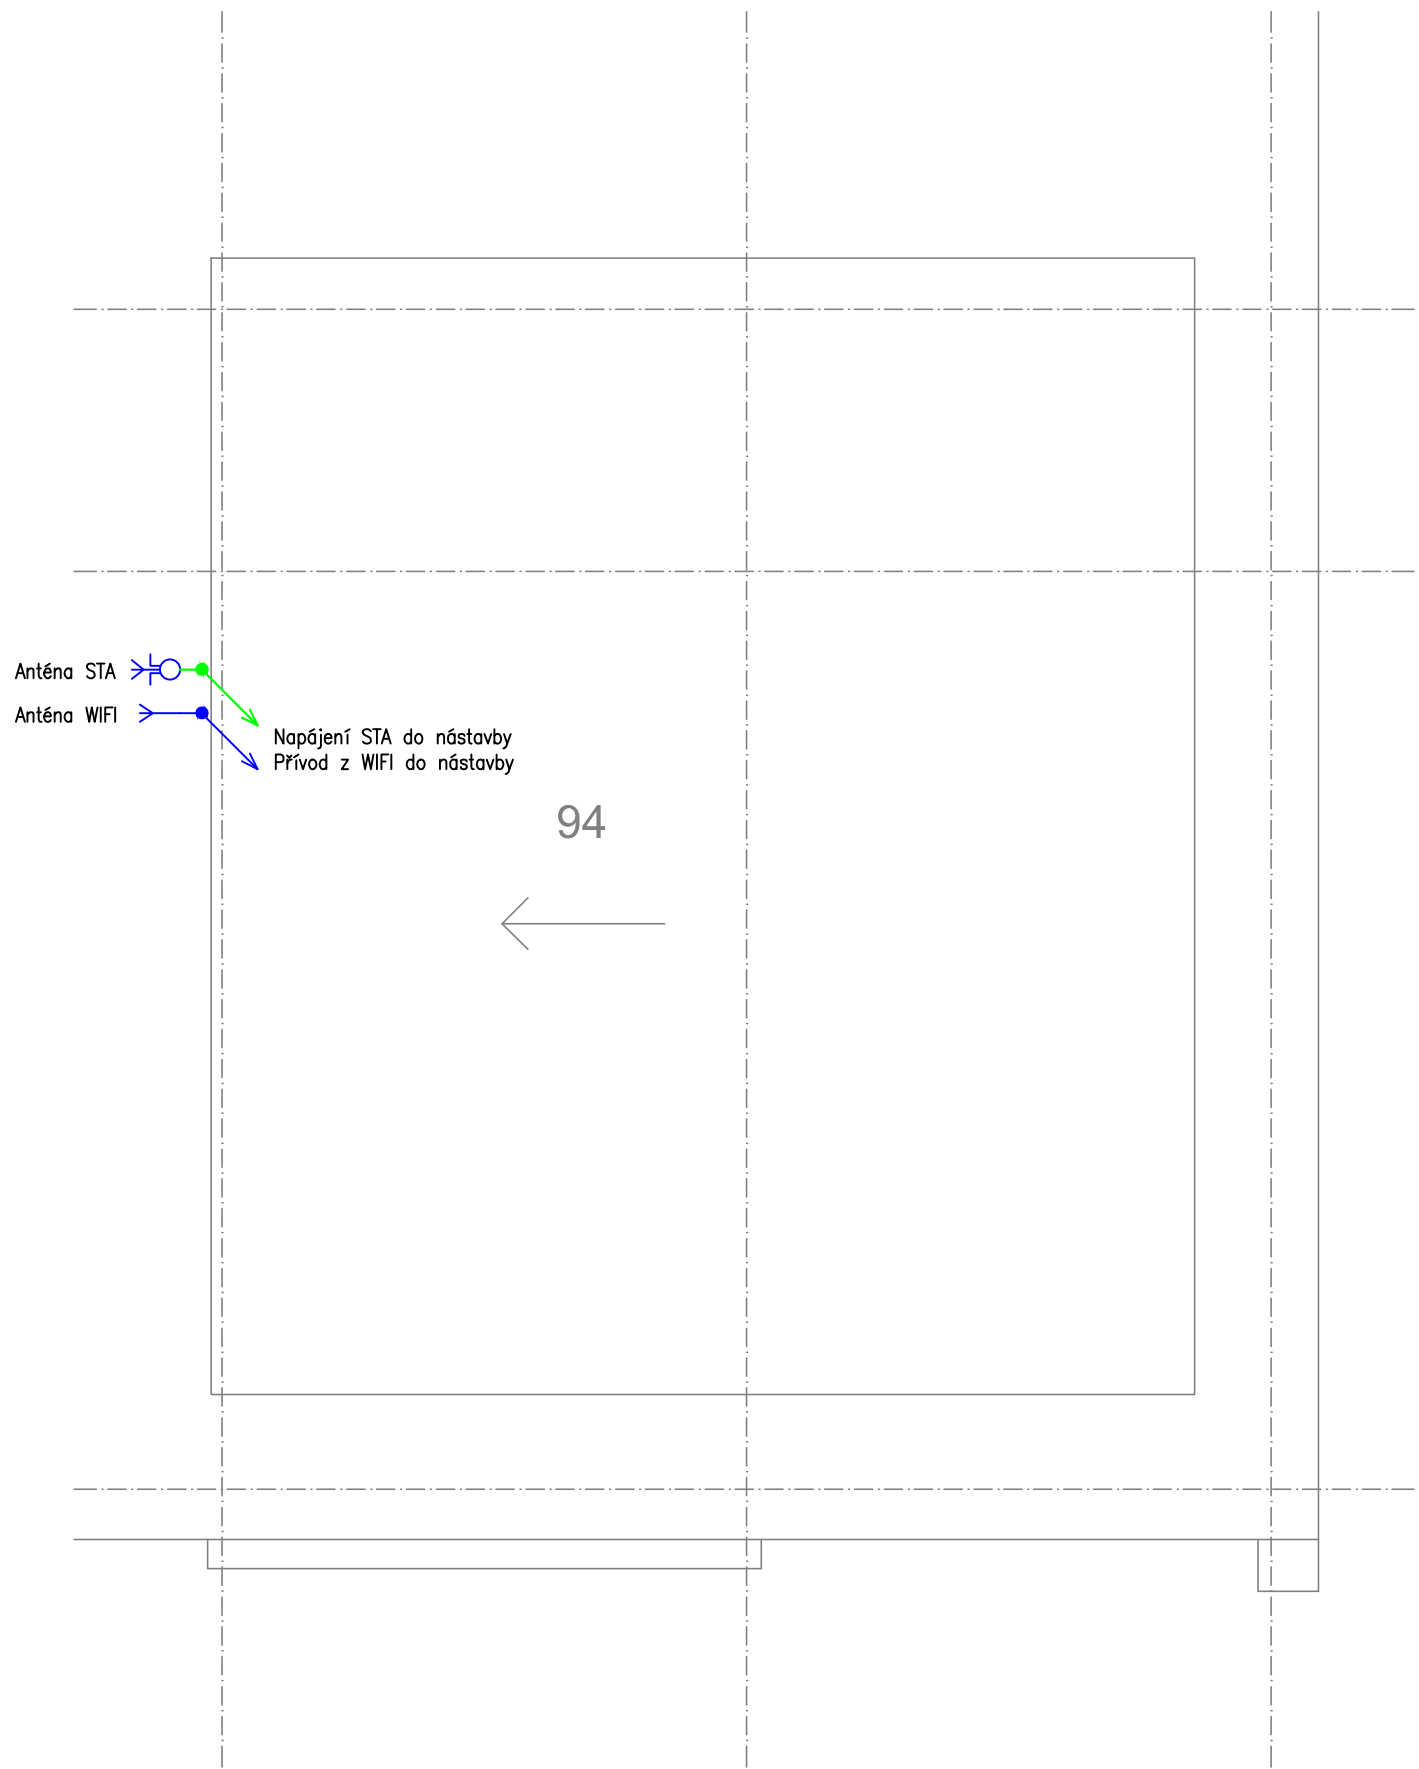 Anténa STA
Anténa WIFI
Napájení STA do nástavby
Přívod z WIFI do nástavby
94